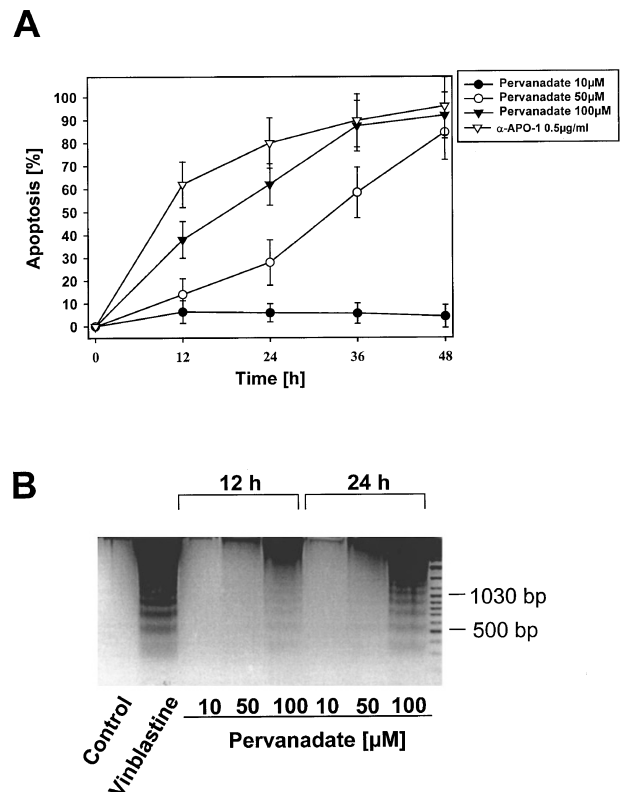 A
Apoptosis [%]
100
90
80
70
60
50
40
30
20
10
0
0 12 24 36 48
Time [h]
Pervanadate 10µM
Pervanadate 50µM
Pervanadate 100µM
α-APO-1 0.5µg/ml
B
12 h 24 h
1030 bp
500 bp
Control
Vinblastine
10 50 100 10 50 100
Pervanadate [µM]